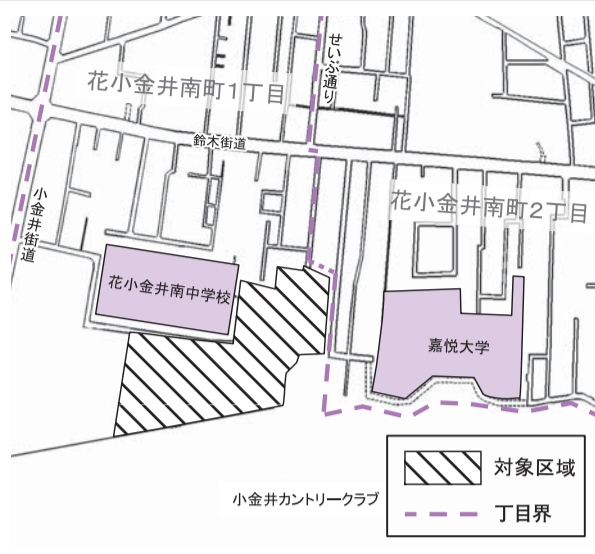 せいぶ通り
花小金井南町1丁目
鈴木街道
小金井街道
花小金井南町2丁目
花小金井南中学校
嘉悦大学
対象区域
小金井カントリークラブ
丁目界